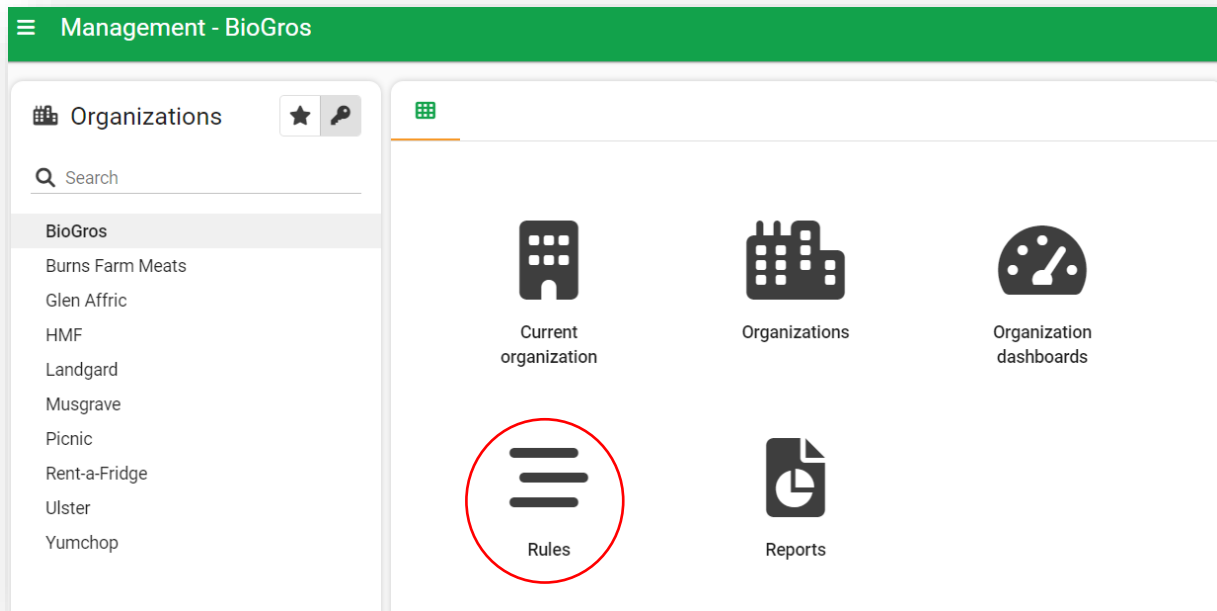 Management - BioGros
Organizations
Search
BioGros
Burns Farm Meats
Glen Affric
HMF
Landgard
Musgrave
Picnic
Rent-a-Fridge
Ulster
Yumchop
Current
organization
Organizations
Organization
dashboards
Rules
Reports